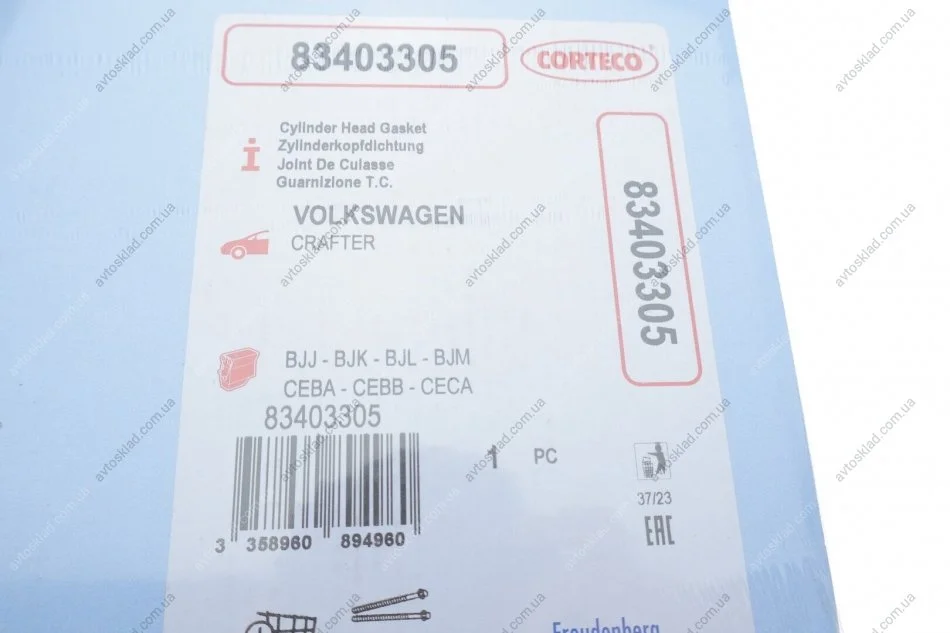 83403305
CORTECO
Cylinder Head Gasket
Zylinderkopfdichtung
Joint De Culasse
Guarnizione T.C.
VOLKSWAGEN
CRAFTER
83403305
BJJ - BJK - BJL - BJM
CEBA - CEBB - CECA
83403305
1 PC
37/23
EAC
3 358960 894960
Freudenberg
avtosklad.com.ua